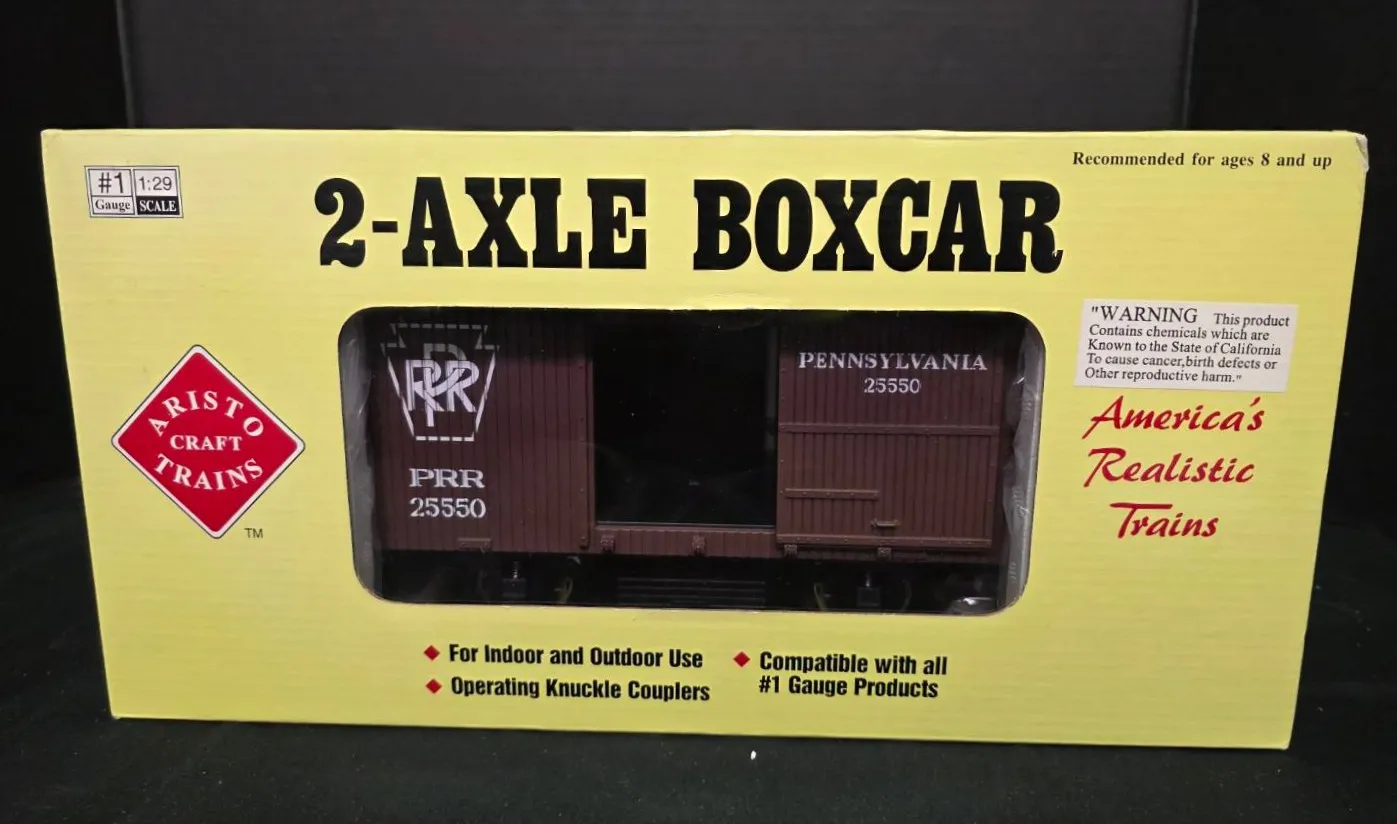 Recommended for ages 8 and up
#1 1:29
Gauge SCALE
2-AXLE BOXCAR
"WARNING This product
Contains chemicals which are
Known to the State of California
To cause cancer,birth defects or
Other reproductive harm."
PRR
PENNSYLVANIA
25550
ARISTO
CRAFT
TRAINS
TM
PRR
25550
America's
Realistic
Trains
For Indoor and Outdoor Use
Operating Knuckle Couplers
Compatible with all
#1 Gauge Products